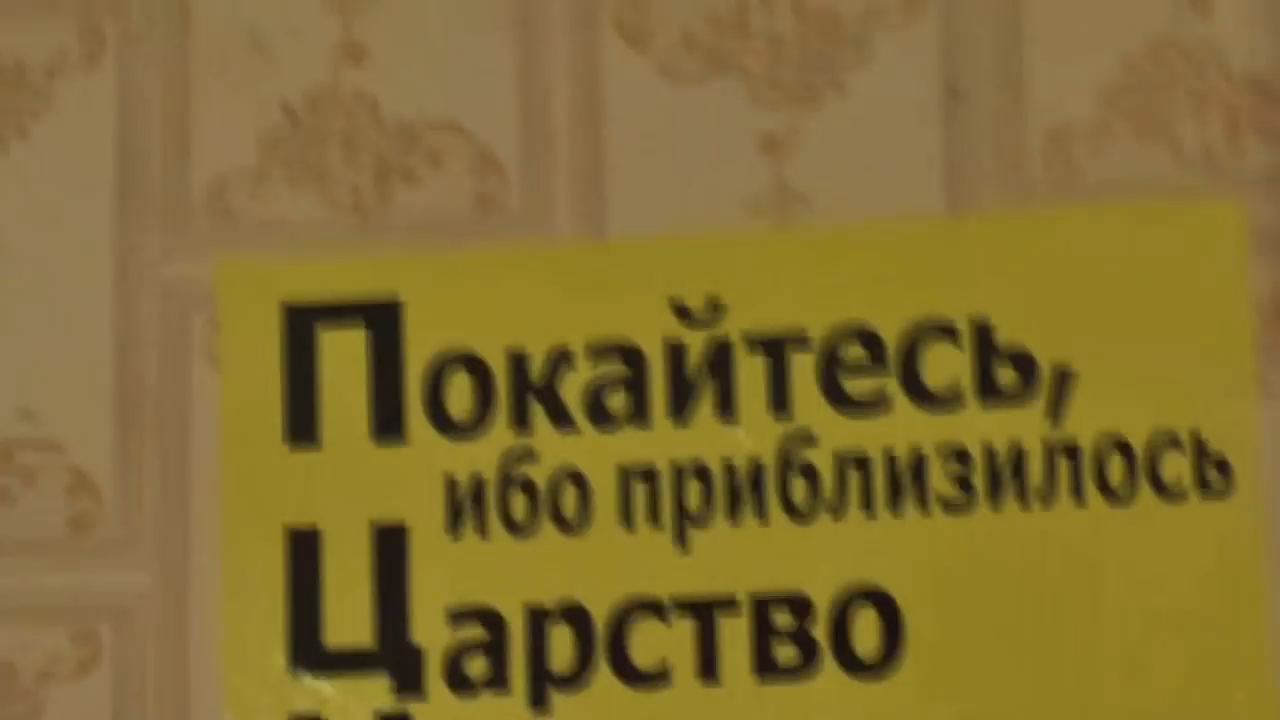 Покайтесь,
ибо приблизилось
Царство